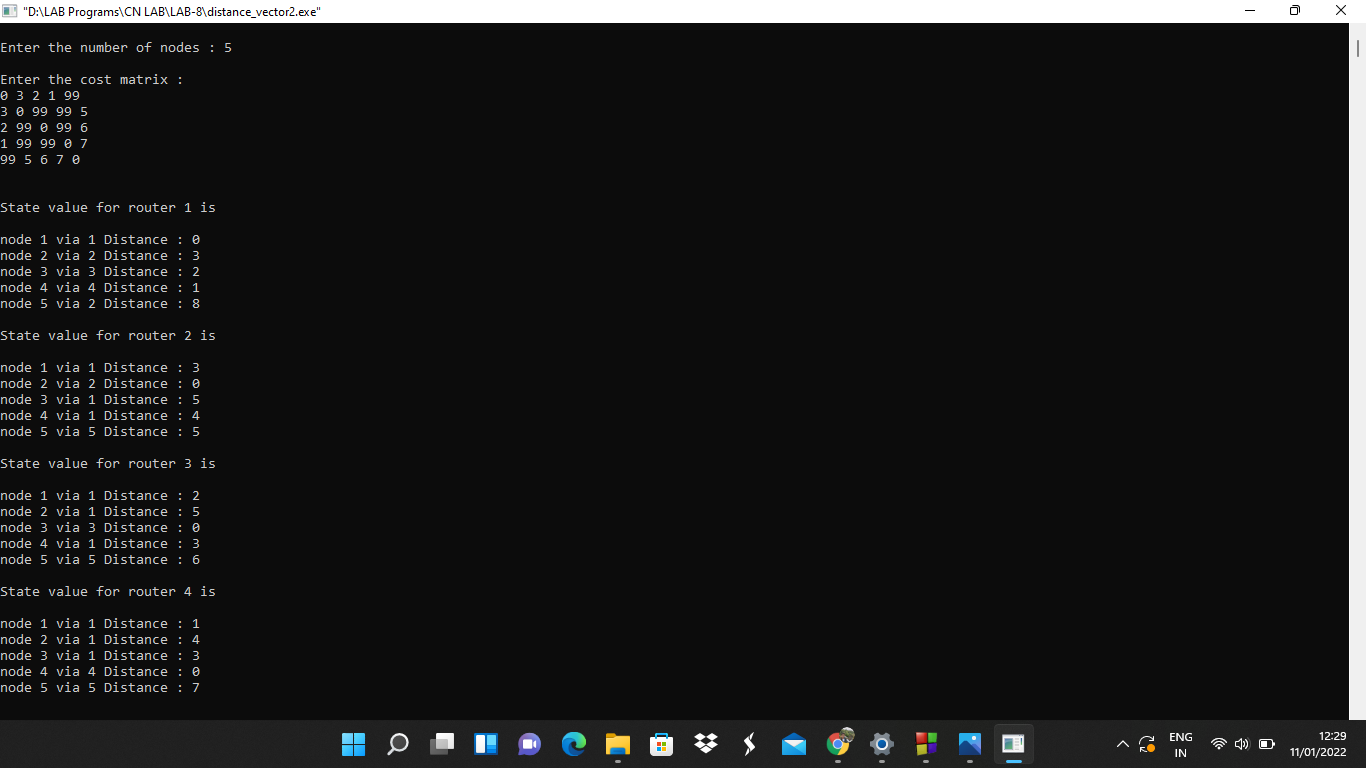 "D:\LAB Programs\CN LAB\LAB-8\distance_vector2.exe"
Enter the number of nodes : 5
Enter the cost matrix :
0 3 2 1 99
3 0 99 99 5
2 99 0 99 6
1 99 99 0 7
99 5 6 7 0
State value for router 1 is
node 1 via 1 Distance : 0
node 2 via 2 Distance : 3
node 3 via 3 Distance : 2
node 4 via 4 Distance : 1
node 5 via 2 Distance : 8
State value for router 2 is
node 1 via 1 Distance : 3
node 2 via 2 Distance : 0
node 3 via 1 Distance : 5
node 4 via 1 Distance : 4
node 5 via 5 Distance : 5
State value for router 3 is
node 1 via 1 Distance : 2
node 2 via 1 Distance : 5
node 3 via 3 Distance : 0
node 4 via 1 Distance : 3
node 5 via 5 Distance : 6
State value for router 4 is
node 1 via 1 Distance : 1
node 2 via 1 Distance : 4
node 3 via 1 Distance : 3
node 4 via 4 Distance : 0
node 5 via 5 Distance : 7
ENG
IN
12:29
11/01/2022